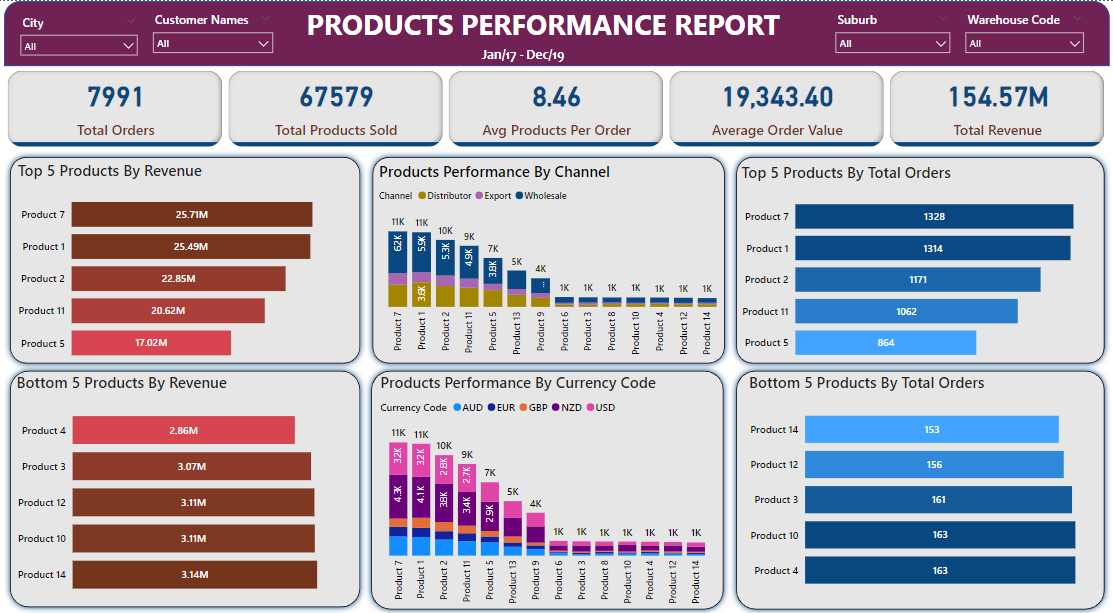 City
Customer Names
PRODUCTS PERFORMANCE REPORT
Suburb
Warehouse Code
All
All
All
All
Jan/17 - Dec/19
7991
67579
8.46
19,343.40
154.57M
Total Orders
Total Products Sold
Avg Products Per Order
Average Order Value
Total Revenue
Top 5 Products By Revenue
Product 7
25.71M
Product 1
25.49M
Product 2
22.85M
Product 11
20.62M
Product 5
17.02M
Products Performance By Channel
Channel Distributor Export Wholesale
11K 11K 10K 9K 7K 5K 4K 1K 1K 1K 1K 1K 1K 1K
6.2K 5.9K 5.3K 4.9K 3.8K ...
3.6K
Product 7
Product 1
Product 2
Product 11
Product 5
Product 13
Product 9
Product 6
Product 3
Product 8
Product 10
Product 4
Product 12
Product 14
Top 5 Products By Total Orders
Product 7
1328
Product 1
1314
Product 2
1171
Product 11
1062
Product 5
864
Bottom 5 Products By Revenue
Product 4
2.86M
Product 3
3.07M
Product 12
3.11M
Product 10
3.11M
Product 14
3.14M
Products Performance By Currency Code
Currency Code AUD EUR GBP NZD USD
11K 11K 10K 9K 7K 5K 4K 1K 1K 1K 1K 1K 1K 1K
3.2K 3.2K 2.8K 2.7K
4.3K 4.1K 3.8K 3.4K 2.9K
Product 7
Product 1
Product 2
Product 11
Product 5
Product 13
Product 9
Product 6
Product 3
Product 8
Product 10
Product 4
Product 12
Product 14
Bottom 5 Products By Total Orders
Product 14
153
Product 12
156
Product 3
161
Product 10
163
Product 4
163